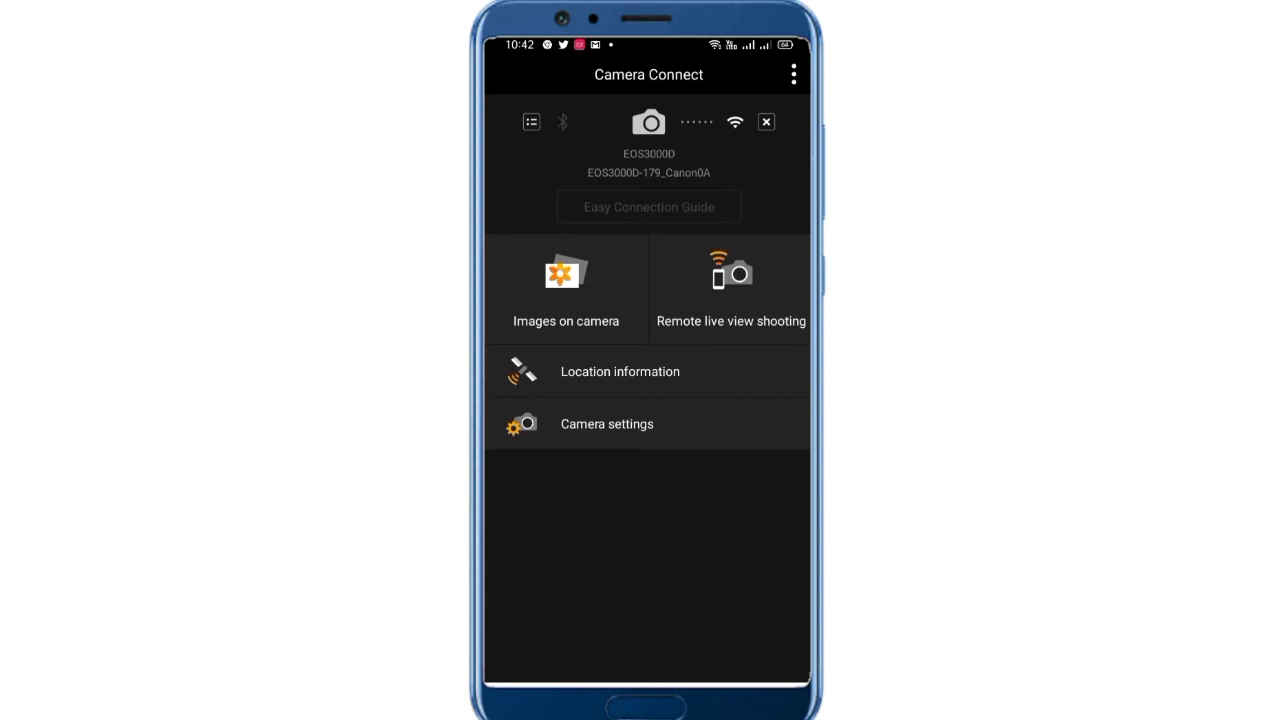 10:42
64
Camera Connect
EOS3000D
EOS3000D-179_Canon0A
Easy Connection Guide
Images on camera
Remote live view shooting
Location information
Camera settings